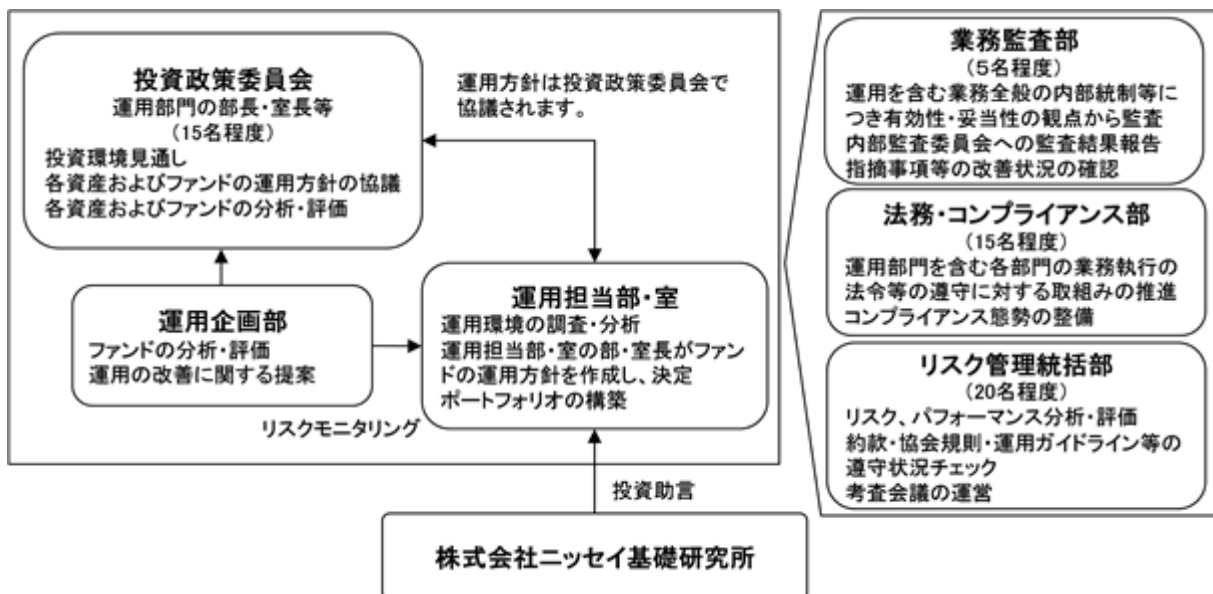 投資政策委員会
運用部門の部長・室長等
(15名程度)
投資環境見通し
各資産およびファンドの運用方針の協議
各資産およびファンドの分析・評価
運用方針は投資政策委員会で
協議されます。
運用企画部
ファンドの分析・評価
運用の改善に関する提案
運用担当部・室
運用環境の調査・分析
運用担当部・室の部・室長がファン
ドの運用方針を作成し、決定
ポートフォリオの構築
リスクモニタリング
投資助言
株式会社ニッセイ基礎研究所
業務監査部
(5名程度)
運用を含む業務全般の内部統制等に
つき有効性・妥当性の観点から監査
内部監査委員会への監査結果報告
指摘事項等の改善状況の確認
法務・コンプライアンス部
(15名程度)
運用部門を含む各部門の業務執行の
法令等の遵守に対する取組みの推進
コンプライアンス態勢の整備
リスク管理統括部
(20名程度)
リスク、パフォーマンス分析・評価
約款・協会規則・運用ガイドライン等の
遵守状況チェック
考査会議の運営